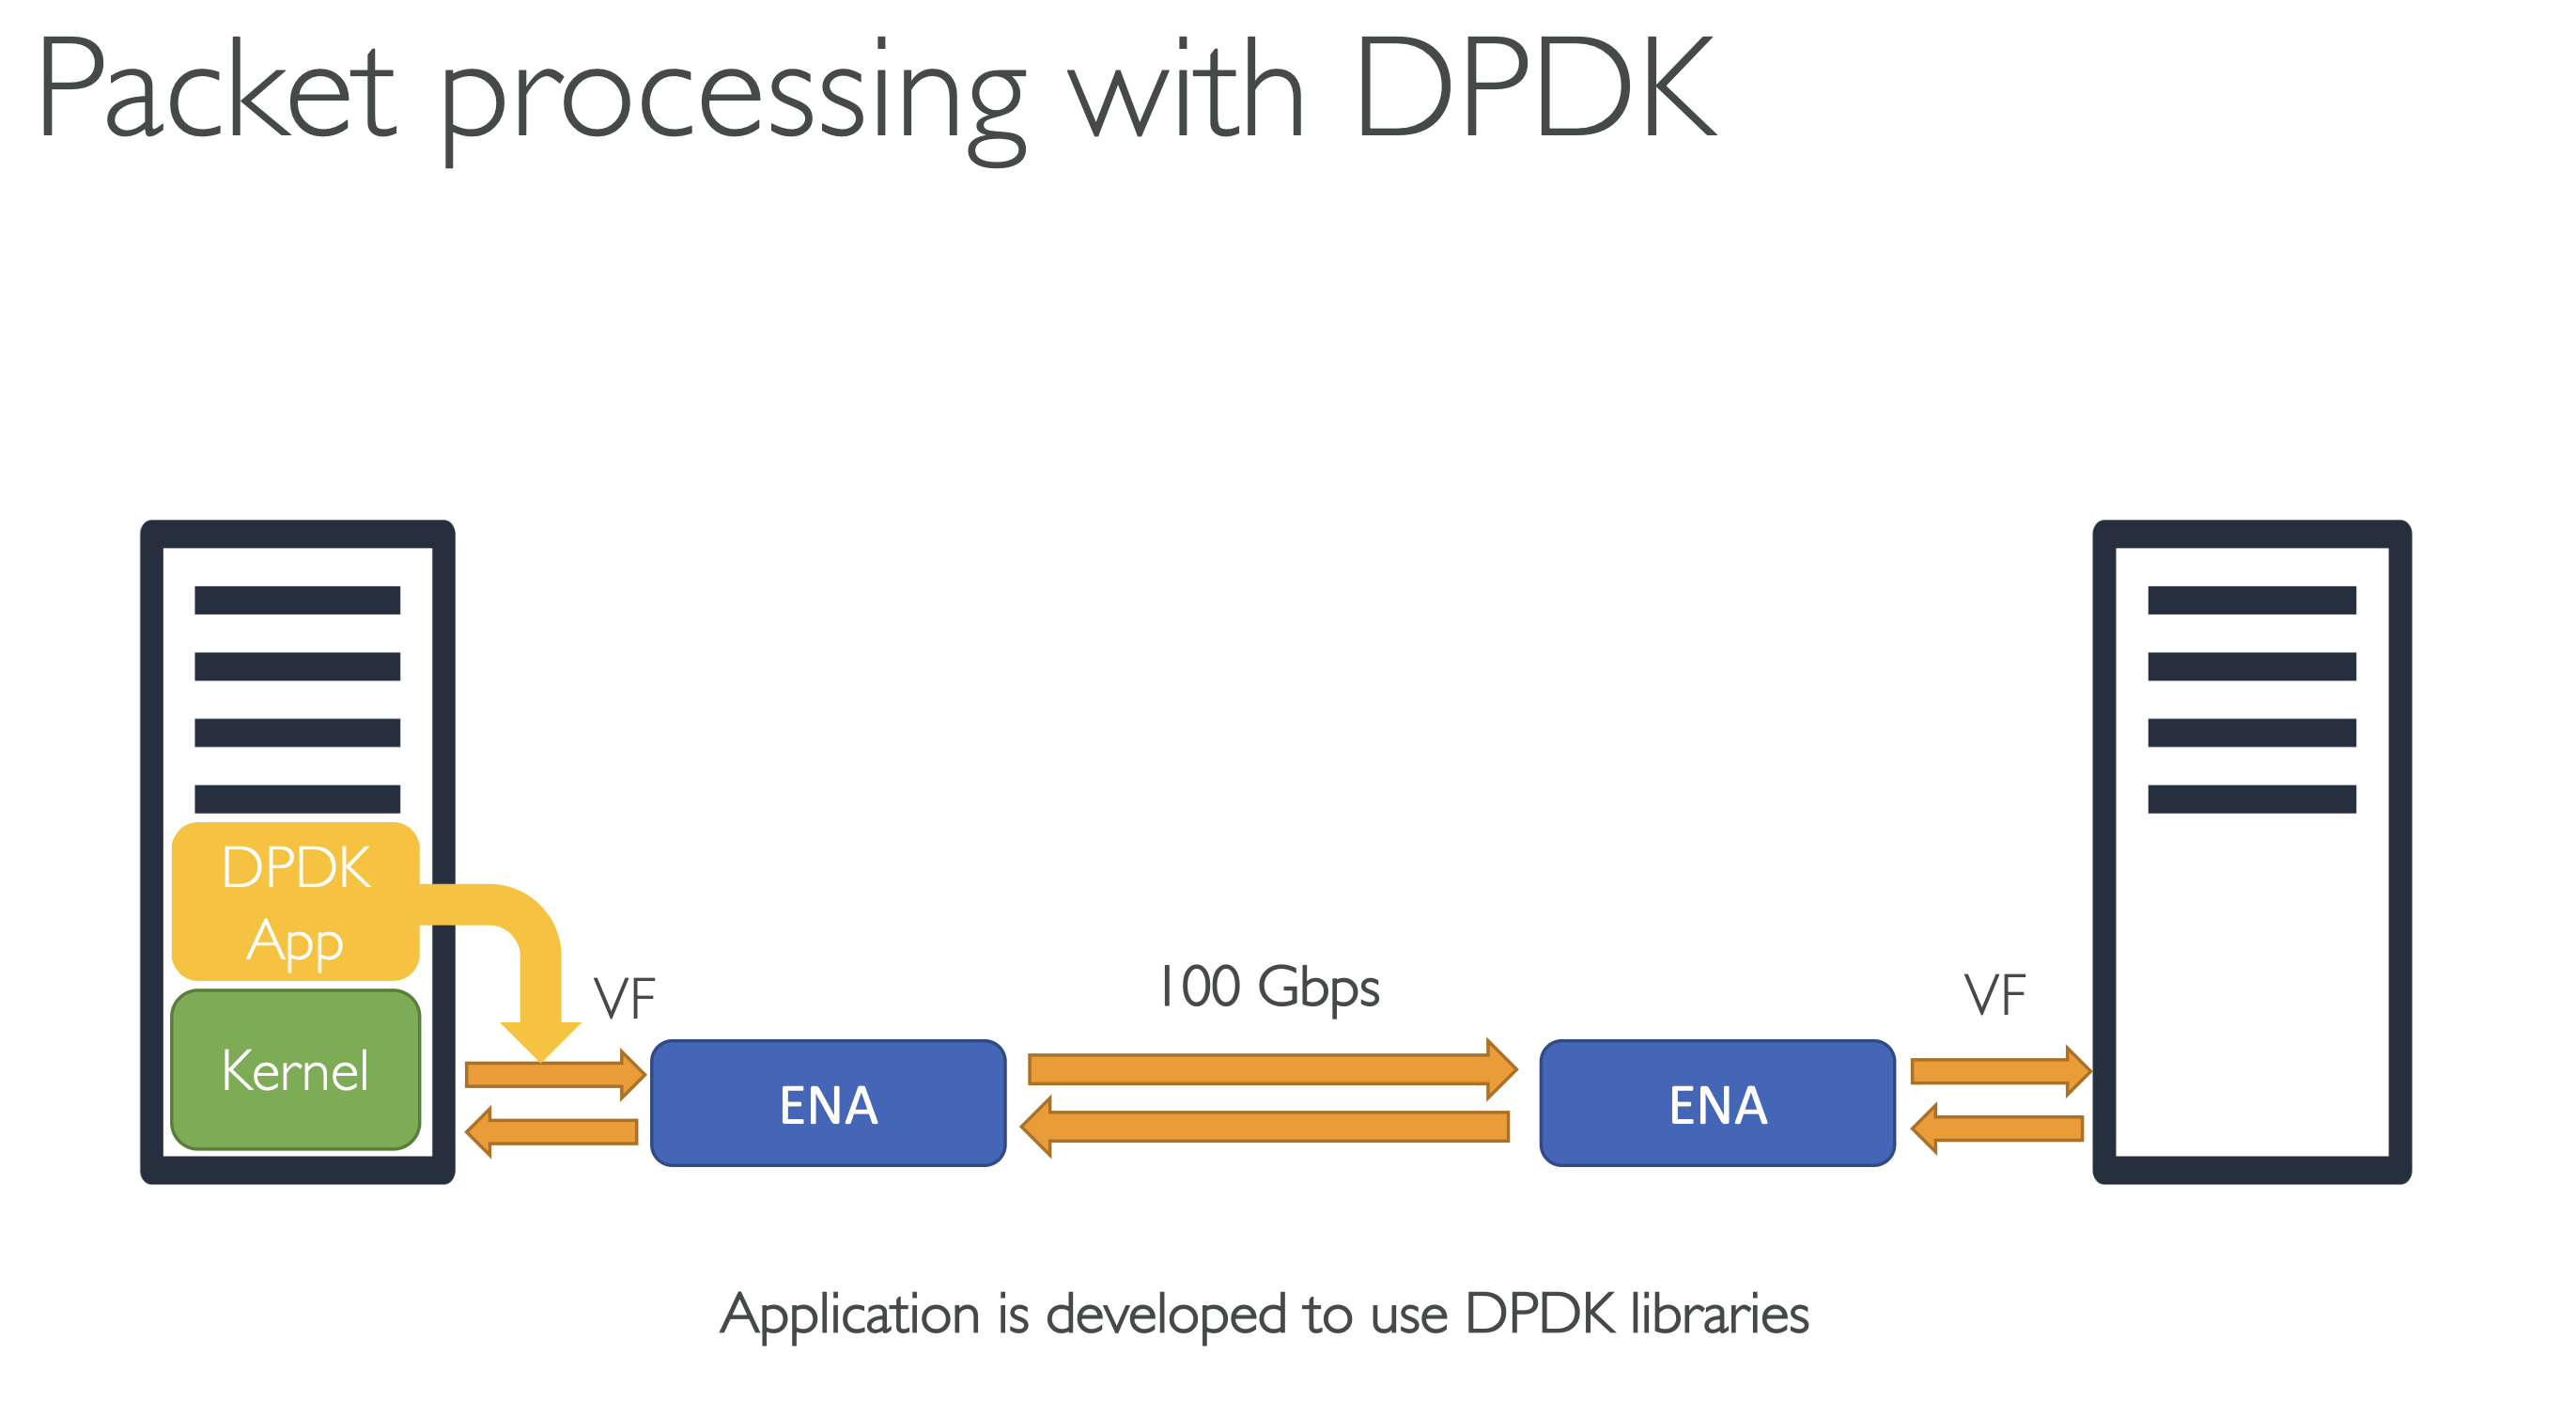 Packet processing with DPDK
DPDK
App
Kernel
VF
ENA
100 Gbps
ENA
VF
Application is developed to use DPDK libraries